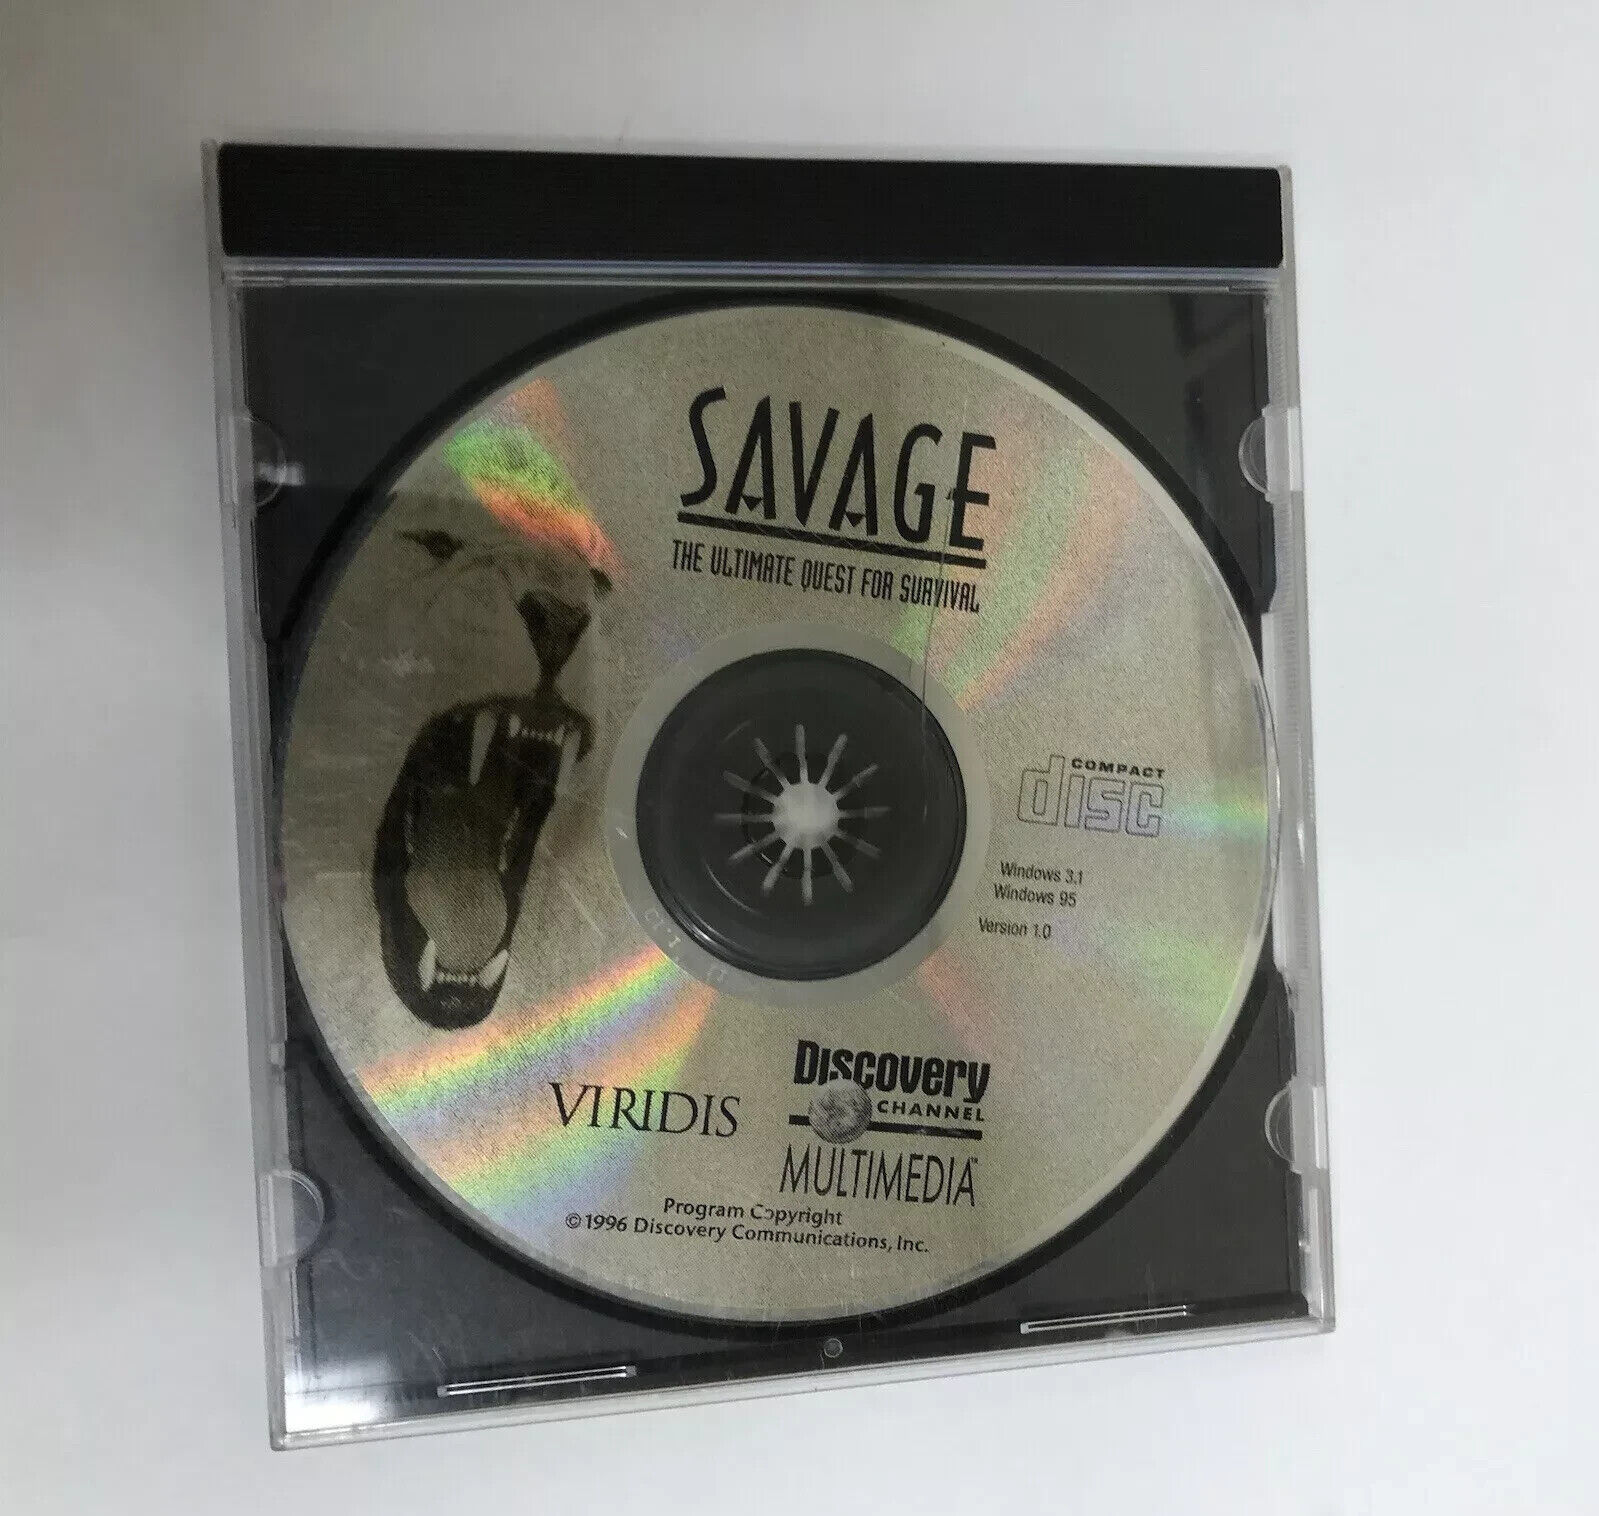 SAVAGE
THE ULTIMATE QUEST FOR SURVIVAL
COMPACT
disc
Windows 3.1
Windows 95
Version 1.0
VIRIDIS
DISCOVERY
CHANNEL
MULTIMEDIA™
Program Copyright
©1996 Discovery Communications, Inc.